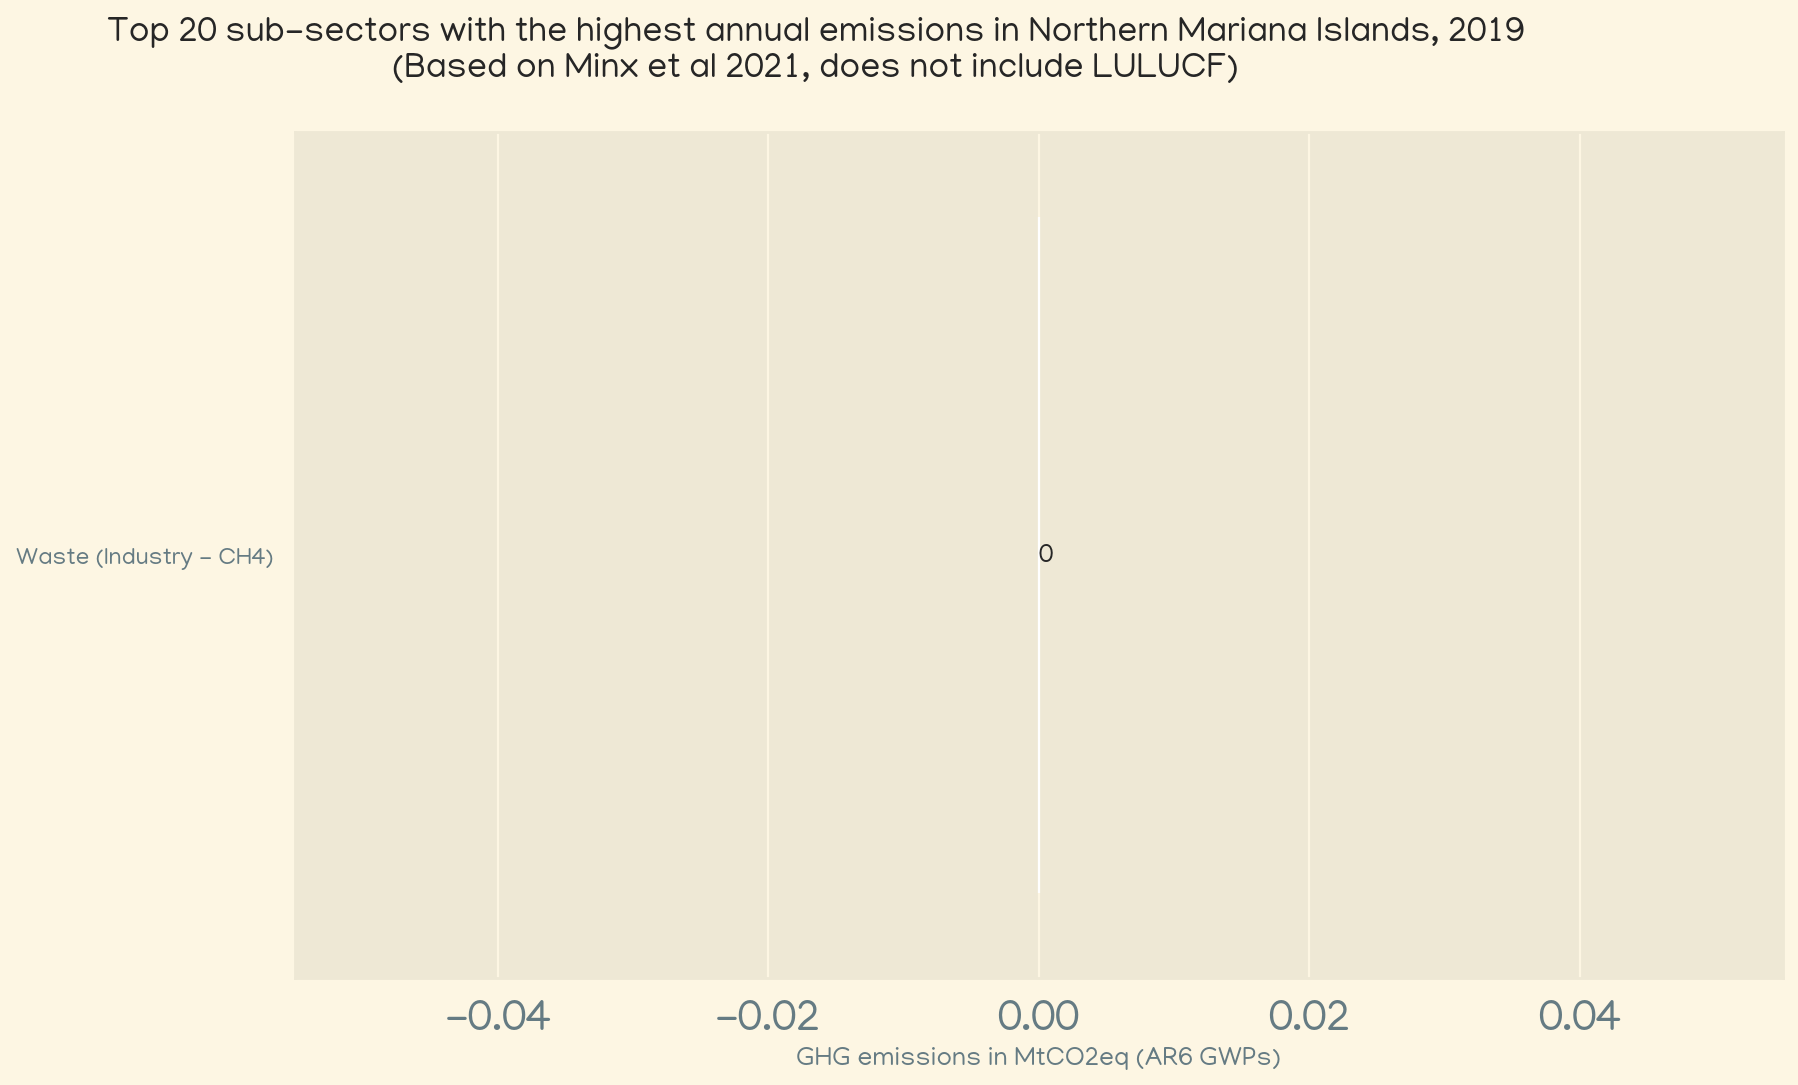 Top 20 sub-sectors with the highest annual emissions in Northern Mariana Islands, 2019
(Based on Minx et al 2021, does not include LULUCF)
Waste (Industry - CH4)
0
-0.04
-0.02
0.00
0.02
0.04
GHG emissions in MtCO2eq (AR6 GWPs)